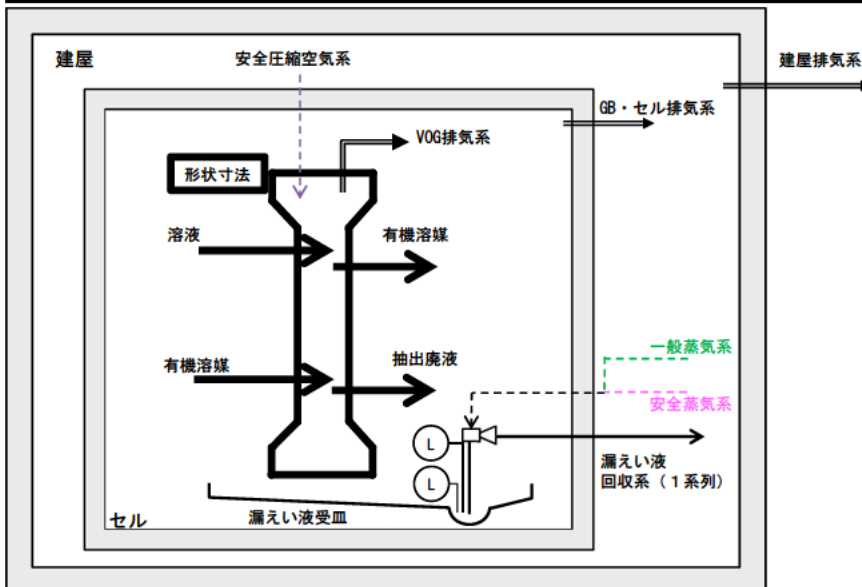 建屋
安全圧縮空気系
建屋排気系
GB・セル排気系
VOG排気系
形状寸法
溶液
有機溶媒
有機溶媒
抽出廃液
一般蒸気系
安全蒸気系
L
L
漏えい液
回収系（１系列）
漏えい液受皿
セル